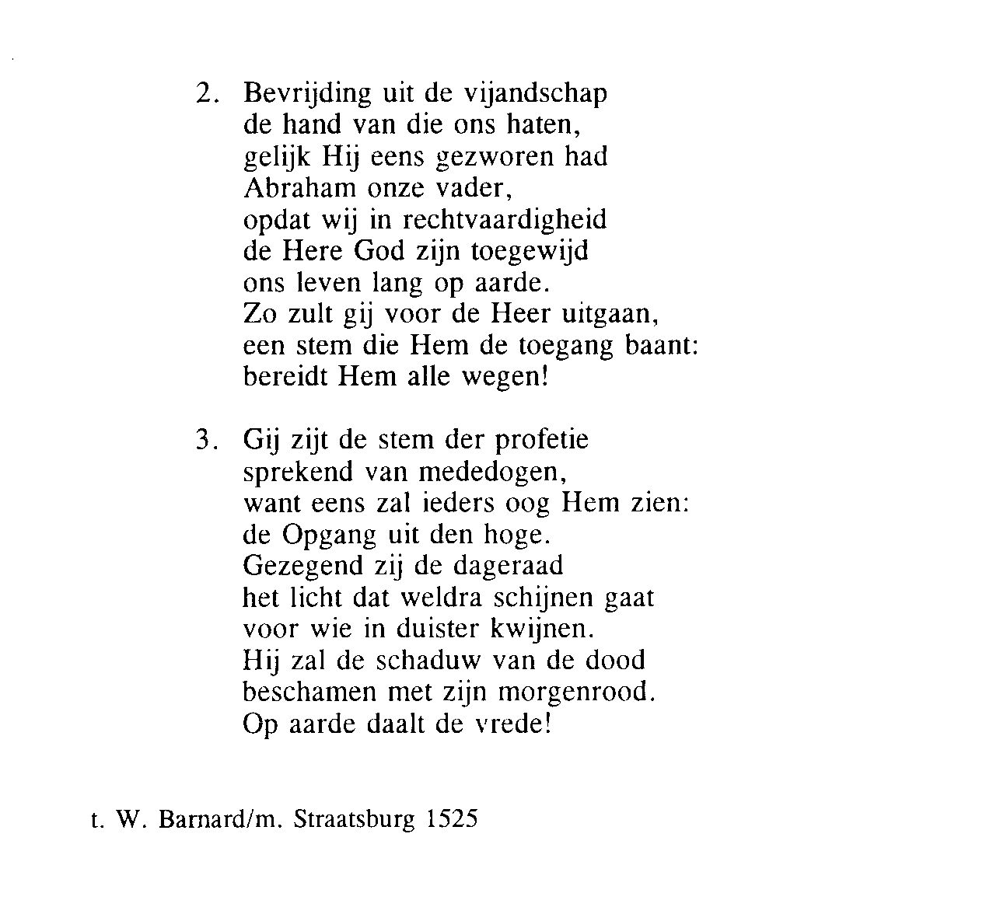 2. Bevrijding uit de vijandschap
de hand van die ons haten,
gelijk Hij eens gezworen had
Abraham onze vader,
opdat wij in rechtvaardigheid
de Here God zijn toegewijd
ons leven lang op aarde.
Zo zult gij voor de Heer uitgaan,
een stem die Hem de toegang baant:
bereidt Hem alle wegen!
3. Gij zijt de stem der profetie
sprekend van mededogen,
want eens zal ieders oog Hem zien:
de Opgang uit den hoge.
Gezegend zij de dageraad
het licht dat weldra schijnen gaat
voor wie in duister kwijnen.
Hij zal de schaduw van de dood
beschamen met zijn morgenrood.
Op aarde daalt de vrede!
t. W. Barnard/m. Straatsburg 1525